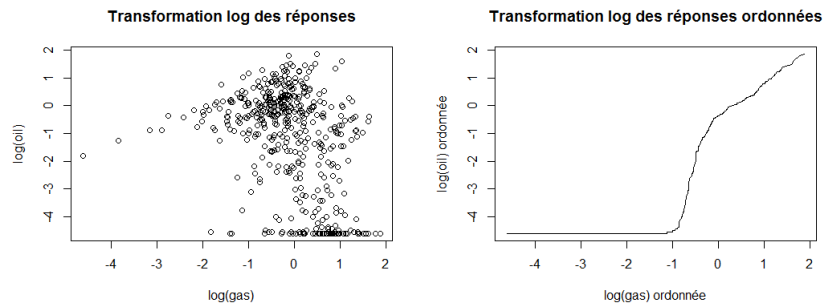 Transformation log des réponses
log(oil)
2
1
0
-1
-2
-3
-4
-4 -3 -2 -1 0 1 2
log(gas)
Transformation log des réponses ordonnées
log(oil) ordonnée
2
1
0
-1
-2
-3
-4
-4 -3 -2 -1 0 1 2
log(gas) ordonnée